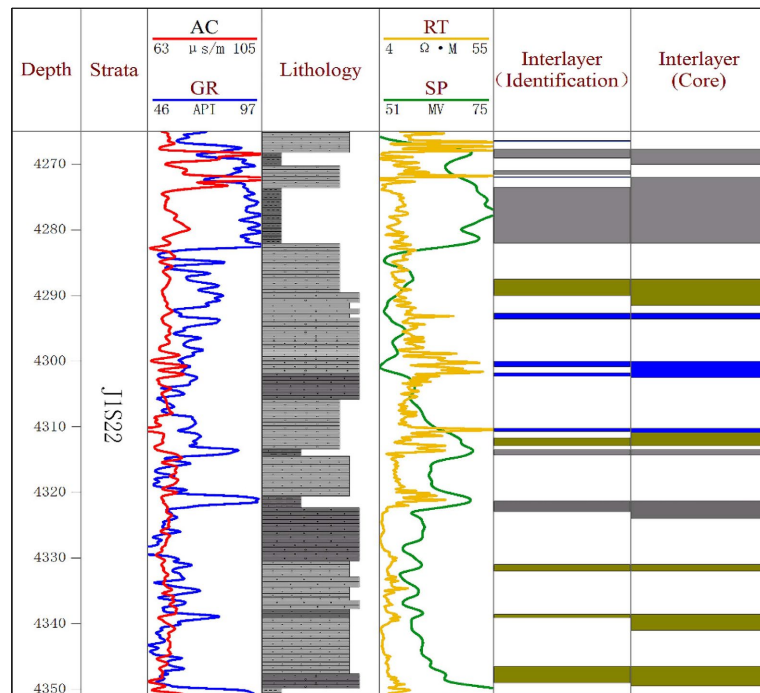 Depth
Strata
AC
63 μs/m 105
GR
46 API 97
Lithology
RT
4 Ω•M 55
SP
51 MV 75
Interlayer
(Identification)
Interlayer
(Core)
4270
4280
4290
4300
4310
4320
4330
4340
4350
J1S22